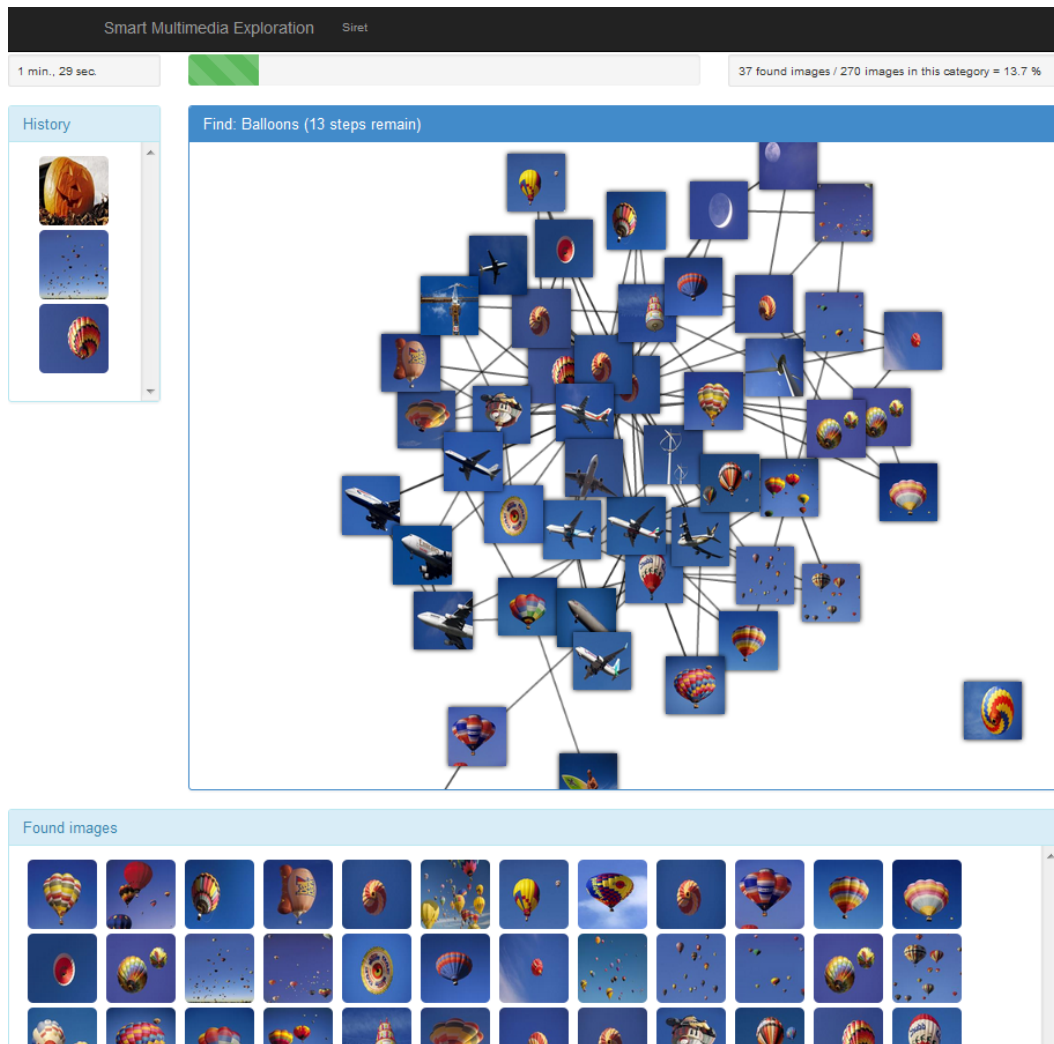 Smart Multimedia Exploration Siret
1 min., 29 sec.
37 found images / 270 images in this category = 13.7 %
History
Find: Balloons (13 steps remain)
Found images